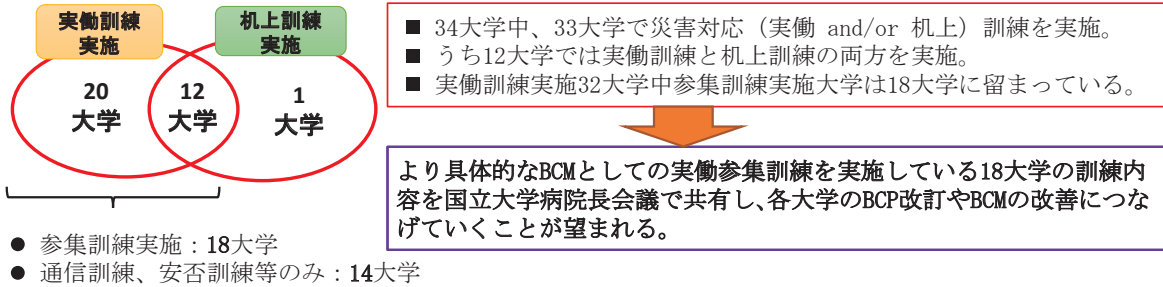 実働訓練
実施
机上訓練
実施
20
大学
12
大学
1
大学
● 参集訓練実施：18大学
● 通信訓練、安否訓練等のみ：14大学
■ 34大学中、33大学で災害対応（実働 and/or 机上）訓練を実施。
■ うち12大学では実働訓練と机上訓練の両方を実施。
■ 実働訓練実施32大学中参集訓練実施大学は18大学に留まっている。
より具体的なBCMとしての実働参集訓練を実施している18大学の訓練内
容を国立大学病院長会議で共有し、各大学のBCP改訂やBCMの改善につな
げていくことが望まれる。